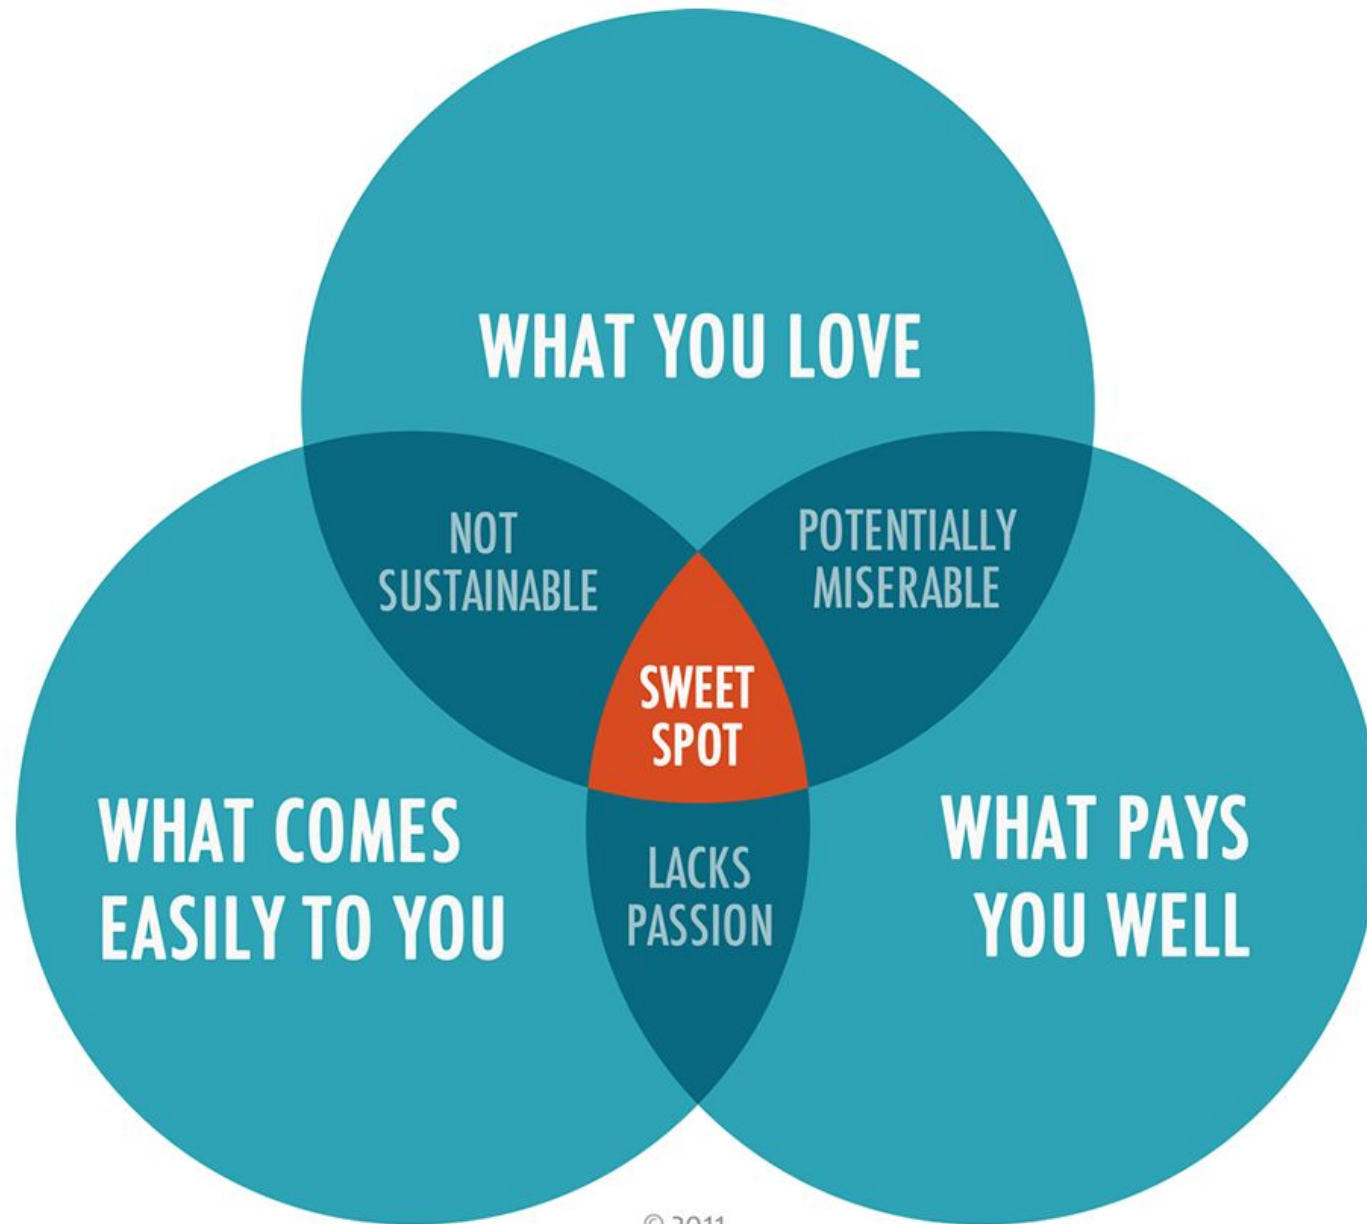 WHAT YOU LOVE
NOT
SUSTAINABLE
POTENTIALLY
MISERABLE
SWEET
SPOT
WHAT COMES
EASILY TO YOU
LACKS
PASSION
WHAT PAYS
YOU WELL
© 2011